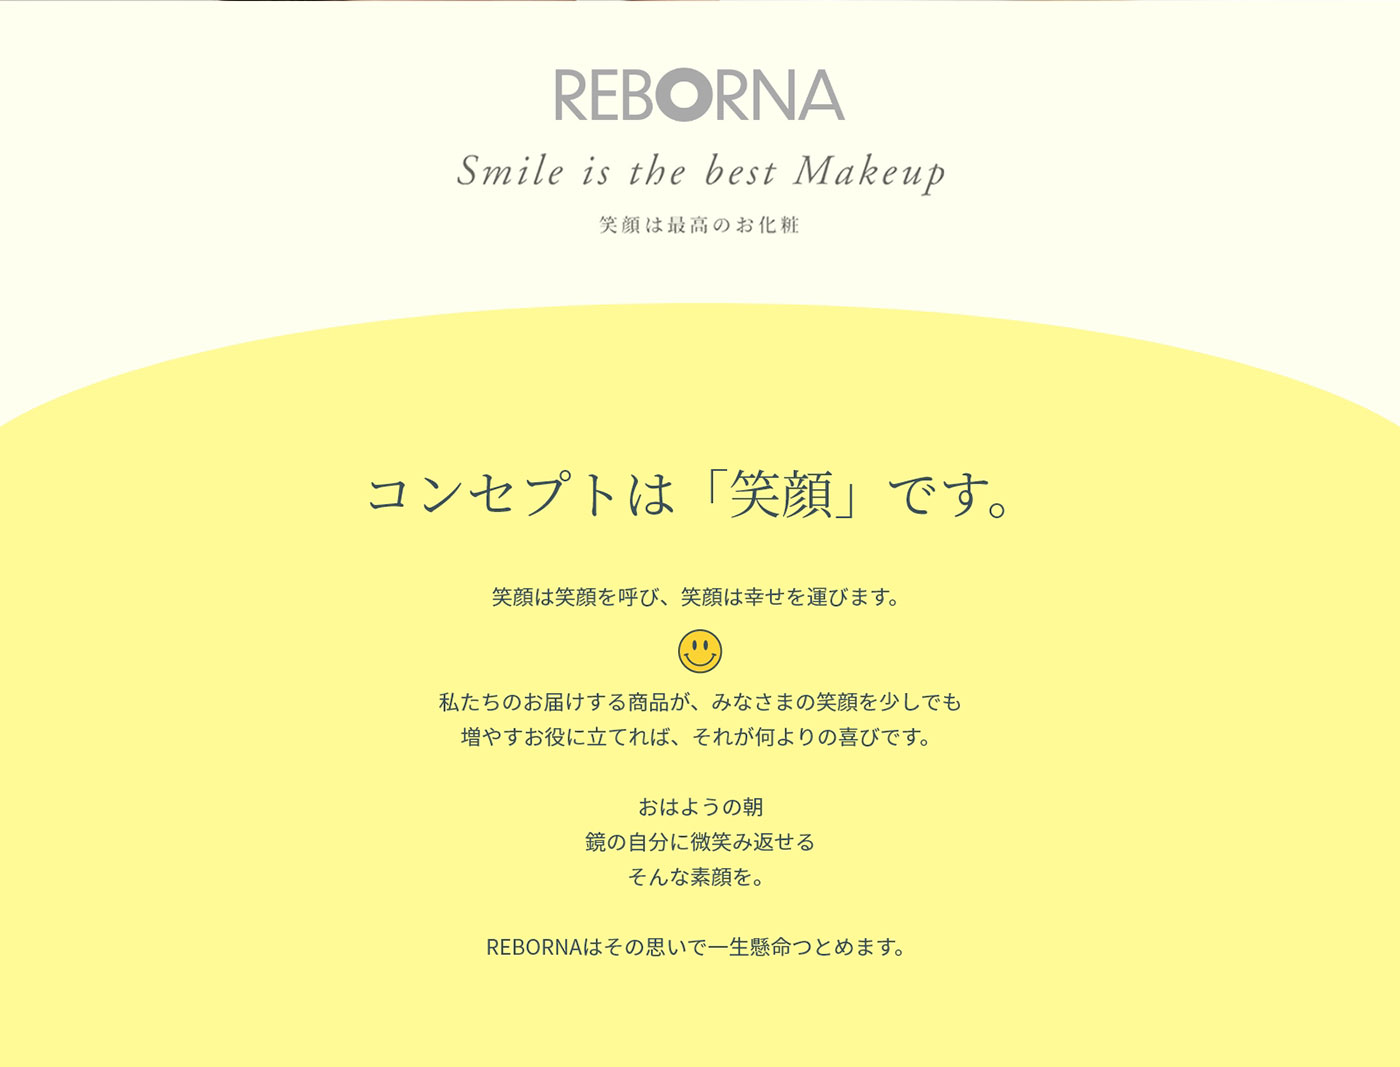 REBORNA
Smile is the best Makeup
笑顔は最高のお化粧
コンセプトは「笑顔」です。
笑顔は笑顔を呼び、笑顔は幸せを運びます。
私たちのお届けする商品が、みなさまの笑顔を少しでも
増やすお役に立てれば、それが何よりの喜びです。
おはようの朝
鏡の自分に微笑み返せる
そんな素顔を。
REBORNAはその思いで一生懸命つとめます。